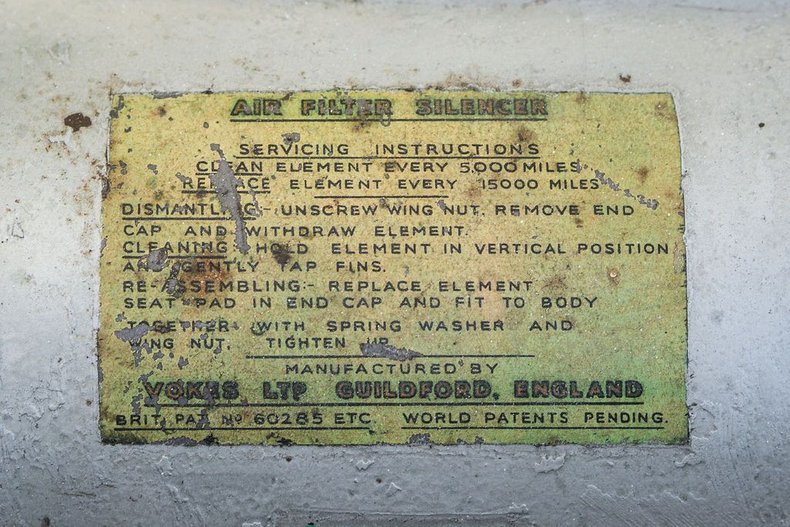 AIR FILTER SILENCER
SERVICING INSTRUCTIONS
CLEAN ELEMENT EVERY 5,000 MILES
REPLACE ELEMENT EVERY 15000 MILES
DISMANTLING:- UNSCREW WING NUT, REMOVE END
CAP AND WITHDRAW ELEMENT.
CLEANING:- HOLD ELEMENT IN VERTICAL POSITION
AND GENTLY TAP FINS.
RE-ASSEMBLING:- REPLACE ELEMENT
SEAT PAD IN END CAP AND FIT TO BODY
TOGETHER WITH SPRING WASHER AND
WING NUT. TIGHTEN UP
MANUFACTURED BY
VOKES LTD GUILDFORD, ENGLAND
BRIT. PAT. No 60285 ETC WORLD PATENTS PENDING.